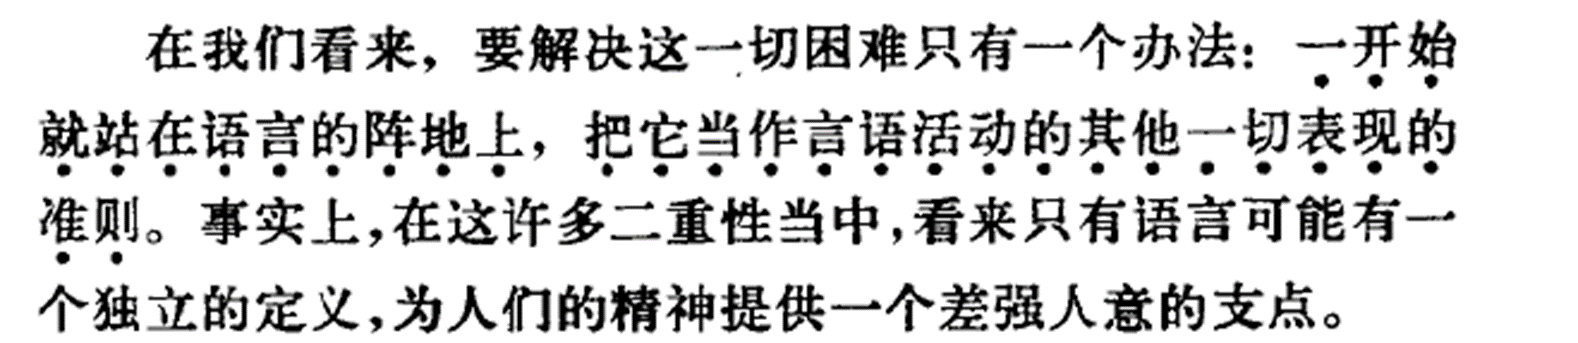 在我们看来，要解决这一切困难只有一个办法：一开始
就站在语言的阵地上，把它当作言语活动的其他一切表现的
准则。事实上，在这许多二重性当中，看来只有语言可能有一
个独立的定义，为人们的精神提供一个差强人意的支点。